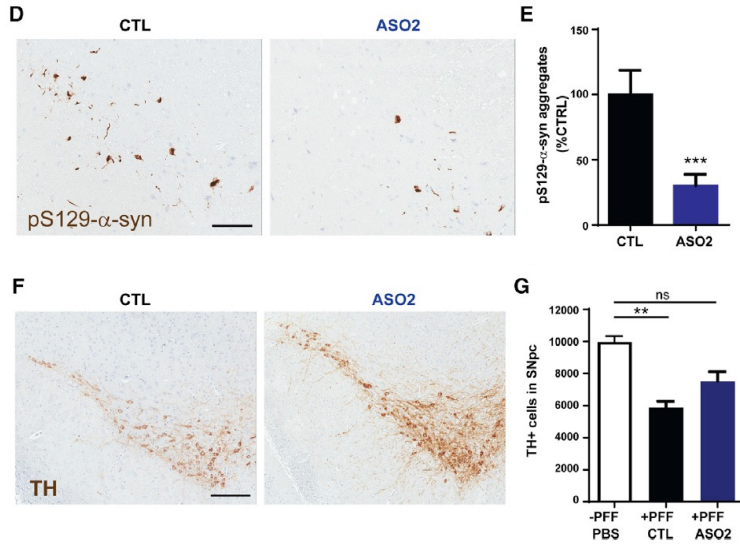 D
CTL
ASO2
pS129-α-syn
E
pS129-α-syn aggregates
(%CTRL)
150
100
50
0
***
CTL
ASO2
F
CTL
ASO2
TH
G
TH+ cells in SNpc
12000
10000
8000
6000
4000
2000
0
ns
**
-PFF +PFF +PFF
PBS CTL ASO2